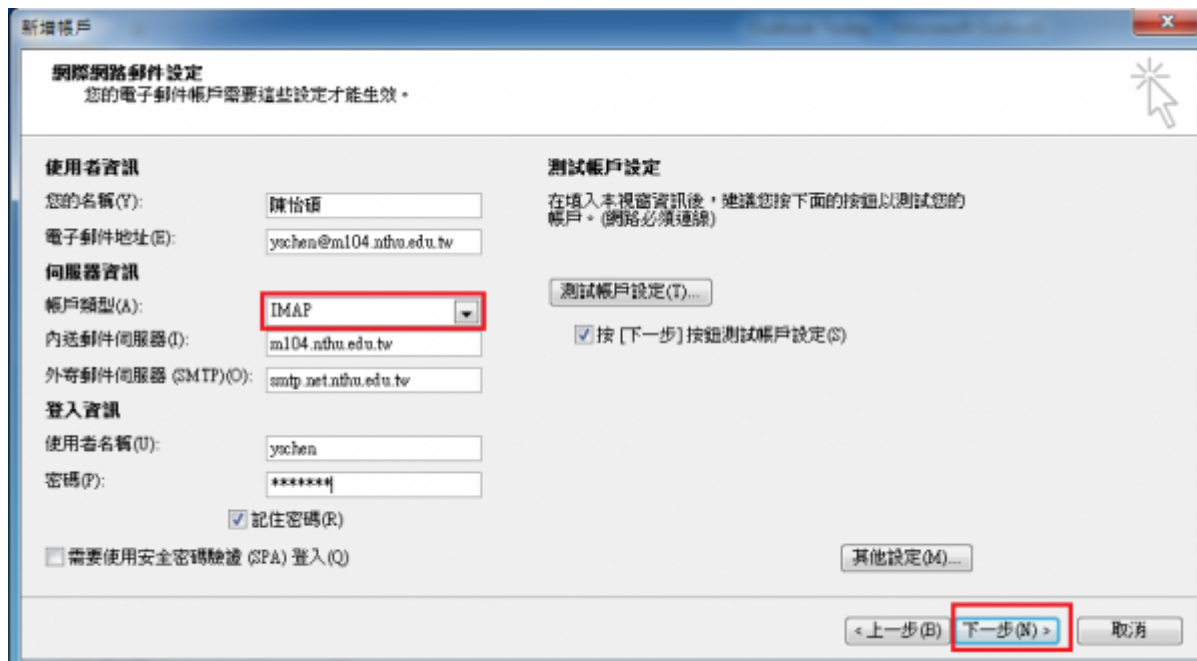 新增帳戶
網際網路郵件設定
您的電子郵件帳戶需要這些設定才能生效。
使用者資訊
您的名稱(Y):
陳怡碩
電子郵件地址(E):
yschen@m104.nthu.edu.tw
伺服器資訊
帳戶類型(A):
IMAP
內送郵件伺服器(I):
m104.nthu.edu.tw
外寄郵件伺服器 (SMTP)(O):
smtp.net.nthu.edu.tw
登入資訊
使用者名稱(U):
yschen
密碼(P):
*******
記住密碼(R)
需要使用安全密碼驗證 (SPA) 登入(Q)
測試帳戶設定
在填入本視窗資訊後，建議您按下面的按鈕以測試您的
帳戶。(網路必須連線)
測試帳戶設定(T)...
按 [下一步] 按鈕測試帳戶設定(S)
其他設定(M)...
< 上一步(B)
下一步(N) >
取消